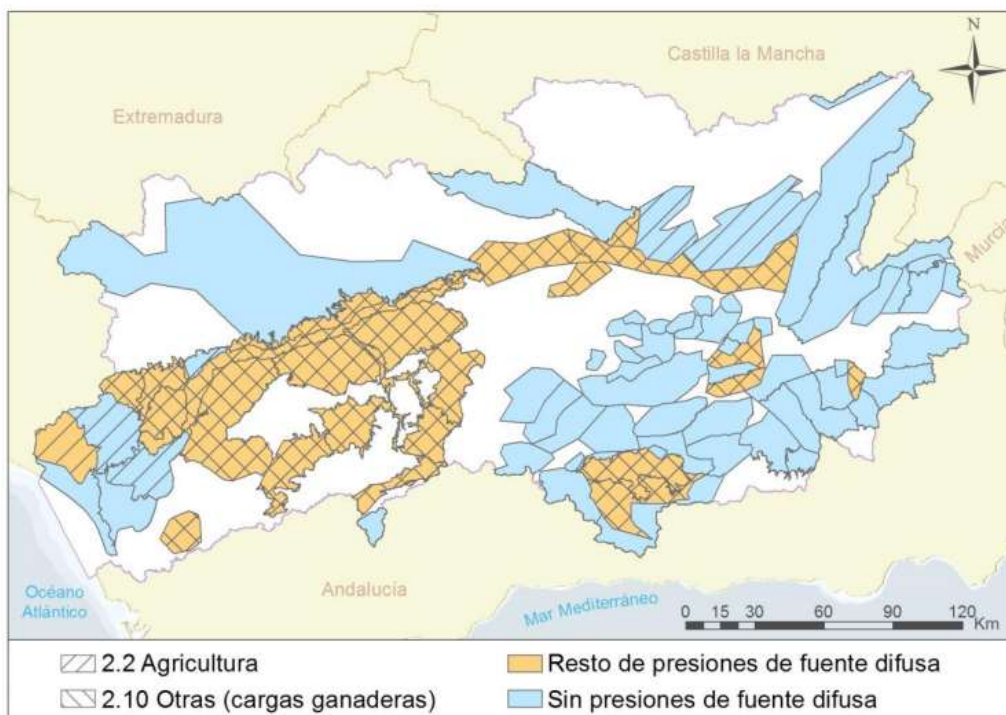 N
Castilla la Mancha
Extremadura
Murcia
Andalucía
Océano
Atlántico
Mar Mediterráneo
0 15 30 60 90 120
Km
2.2 Agricultura
2.10 Otras (cargas ganaderas)
Resto de presiones de fuente difusa
Sin presiones de fuente difusa